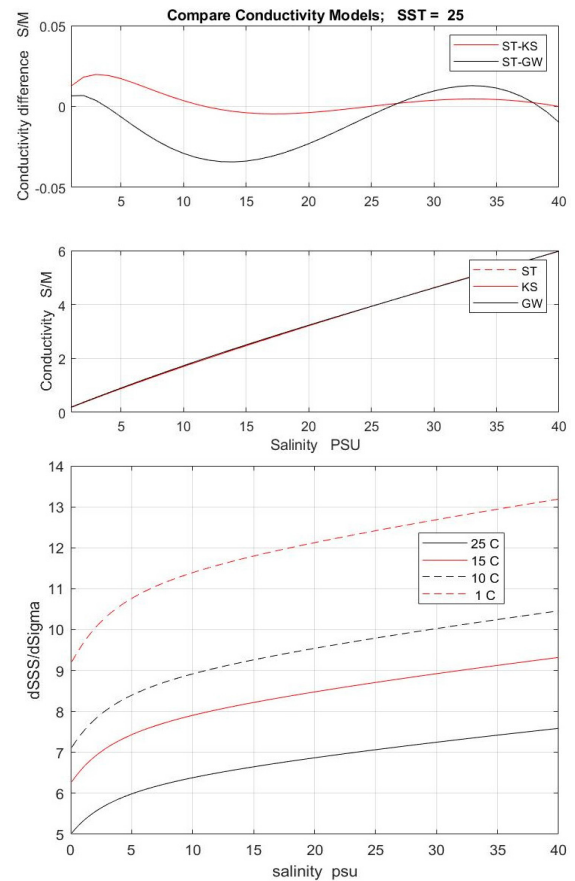 Compare Conductivity Models; SST = 25
Conductivity difference S/M
0.05
0
-0.05
ST-KS
ST-GW
5 10 15 20 25 30 35 40
Conductivity S/M
6
4
2
0
ST
KS
GW
5 10 15 20 25 30 35 40
Salinity PSU
dSSS/dSigma
14
13
12
11
10
9
8
7
6
5
25 C
15 C
10 C
1 C
0 5 10 15 20 25 30 35 40
salinity psu